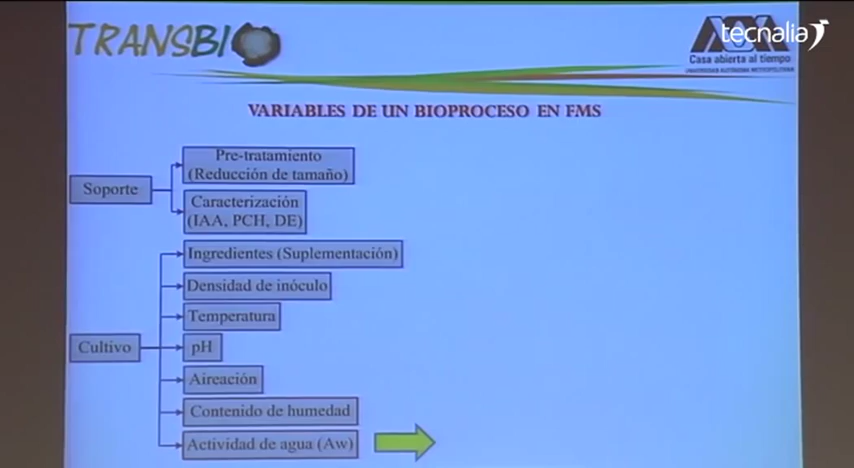 TRANSBIO
tecnalia
Casa abierta al tiempo
UNIVERSIDAD AUTONOMA METROPOLITANA
VARIABLES DE UN BIOPROCESO EN FMS
Soporte
Pre-tratamiento
(Reducción de tamaño)
Caracterización
(IAA, PCH, DE)
Cultivo
Ingredientes (Suplementación)
Densidad de inóculo
Temperatura
pH
Aireación
Contenido de humedad
Actividad de agua (Aw)